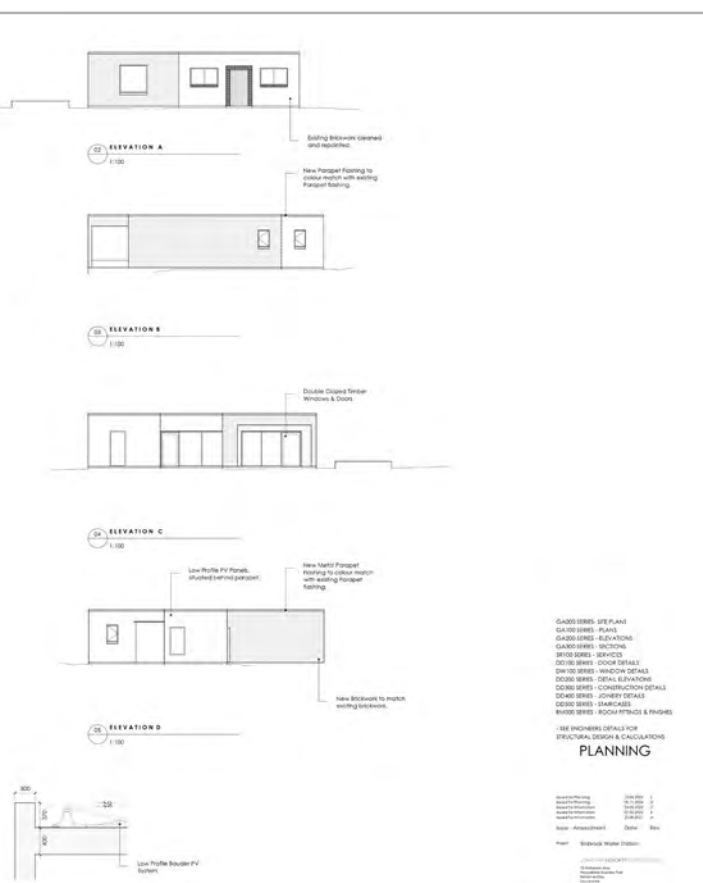 Existing Brickwork cleaned
and repointed.
02 ELEVATION A
1:100
New Parapet Flashing to
colour match with existing
Parapet flashing.
03 ELEVATION B
1:100
Double Glazed Timber
Windows & Doors
04 ELEVATION C
1:100
Low Profile PV Panels,
situated behind parapet.
New Metal Parapet
Flashing to colour match
with existing Parapet
flashing.
New Brickwork to match
existing brickwork.
05 ELEVATION D
1:100
GA000 SERIES- SITE PLANS
GA100 SERIES - PLANS
GA200 SERIES - ELEVATIONS
GA300 SERIES - SECTIONS
SR100 SERIES - SERVICES
DD100 SERIES - DOOR DETAILS
DW100 SERIES - WINDOW DETAILS
DD200 SERIES - DETAIL ELEVATIONS
DD300 SERIES - CONSTRUCTION DETAILS
DD400 SERIES - JOINERY DETAILS
DD500 SERIES - STAIRCASES
RM000 SERIES - ROOM FITTINGS & FINISHES
- SEE ENGINEERS DETAILS FOR
STRUCTURAL DESIGN & CALCULATIONS
PLANNING
300
370
400
Low Profile Bauder PV
System.
Issued for Planning
Issued for Planning
Issued for Information
Issued for Information
Issued for Information
Issue - Amendment Date Rev
Project